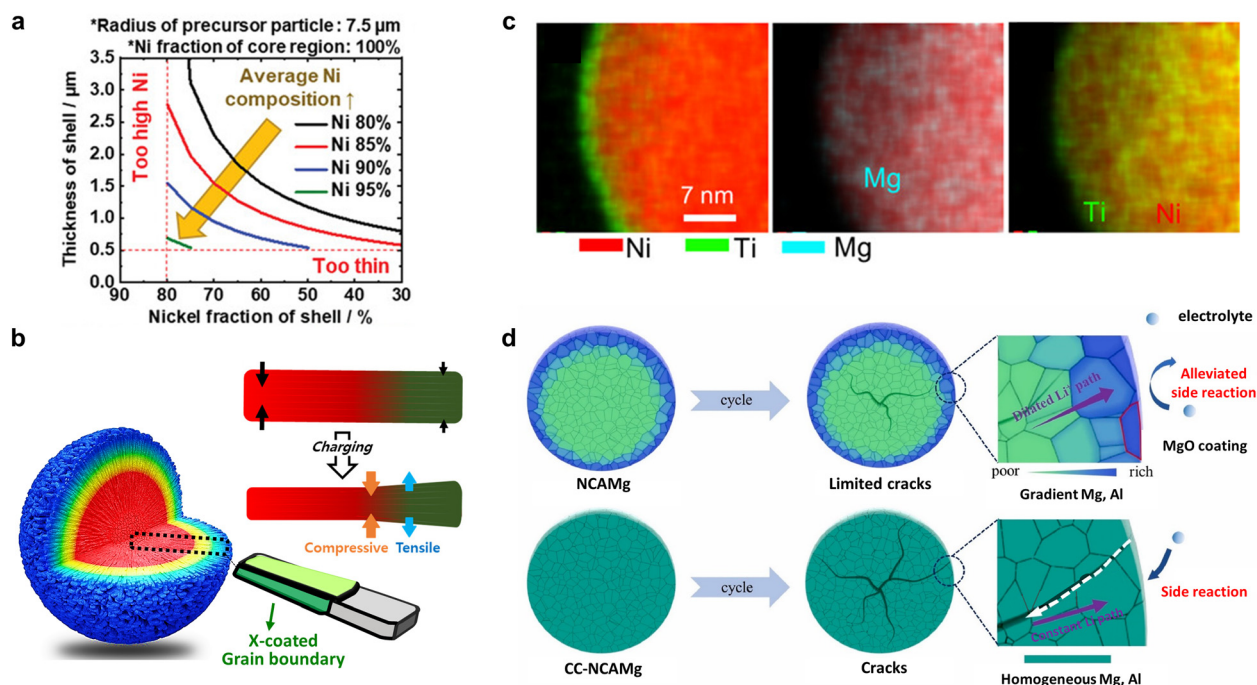 a
*Radius of precursor particle: 7.5 μm
*Ni fraction of core region: 100%
3.5
3.0
2.5
2.0
1.5
1.0
0.5
0.0
Thickness of shell / μm
Too high Ni
Average Ni
composition ↑
Ni 80%
Ni 85%
Ni 90%
Ni 95%
Too thin
90 80 70 60 50 40 30
Nickel fraction of shell / %
b
Charging
Compressive
Tensile
X-coated
Grain boundary
c
7 nm
Mg
Ti
Ni
Ni
Ti
Mg
d
NCAMg
cycle
Limited cracks
Dilated Li⁺ path
poor
rich
Gradient Mg, Al
electrolyte
Alleviated
side reaction
MgO coating
CC-NCAMg
cycle
Cracks
Constant Li⁺ path
Homogeneous Mg, Al
Side reaction